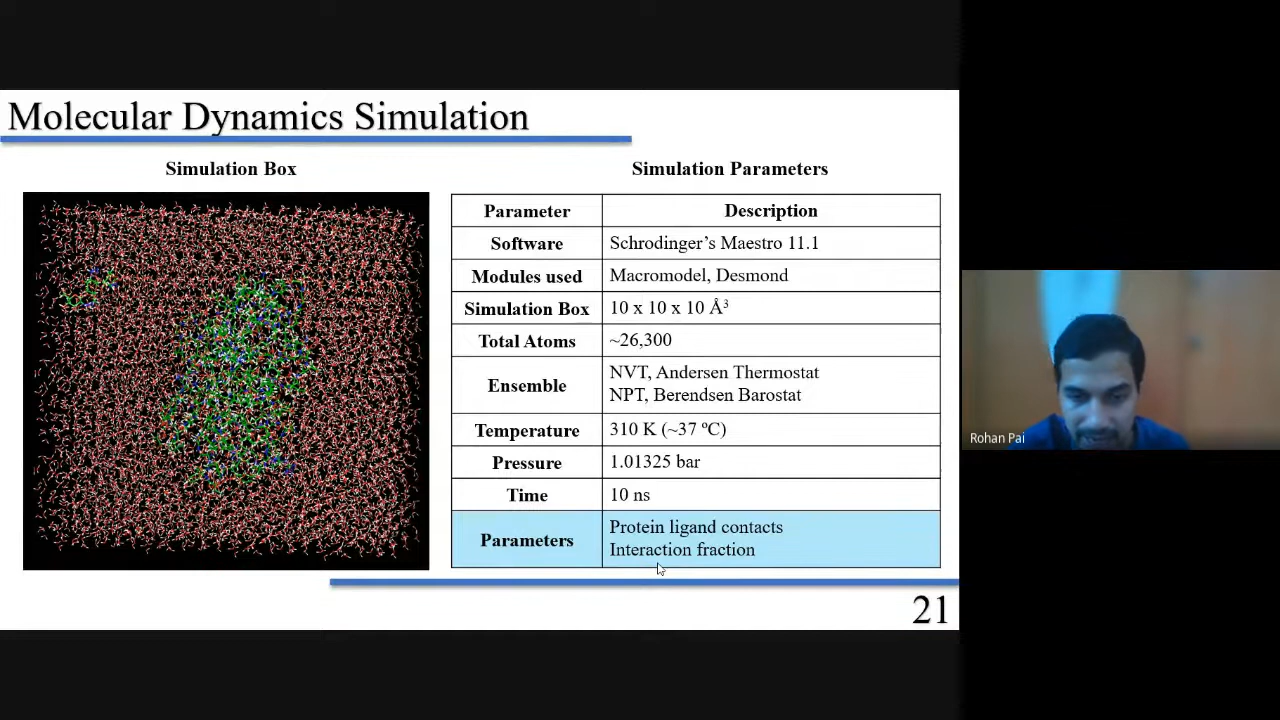 Molecular Dynamics Simulation
Simulation Box
Simulation Parameters
Parameter Description
Software Schrodinger's Maestro 11.1
Modules used Macromodel, Desmond
Simulation Box 10 x 10 x 10 Å³
Total Atoms ~26,300
Ensemble NVT, Andersen Thermostat
NPT, Berendsen Barostat
Temperature 310 K (~37 ºC)
Pressure 1.01325 bar
Time 10 ns
Parameters Protein ligand contacts
Interaction fraction
21
Rohan Pai